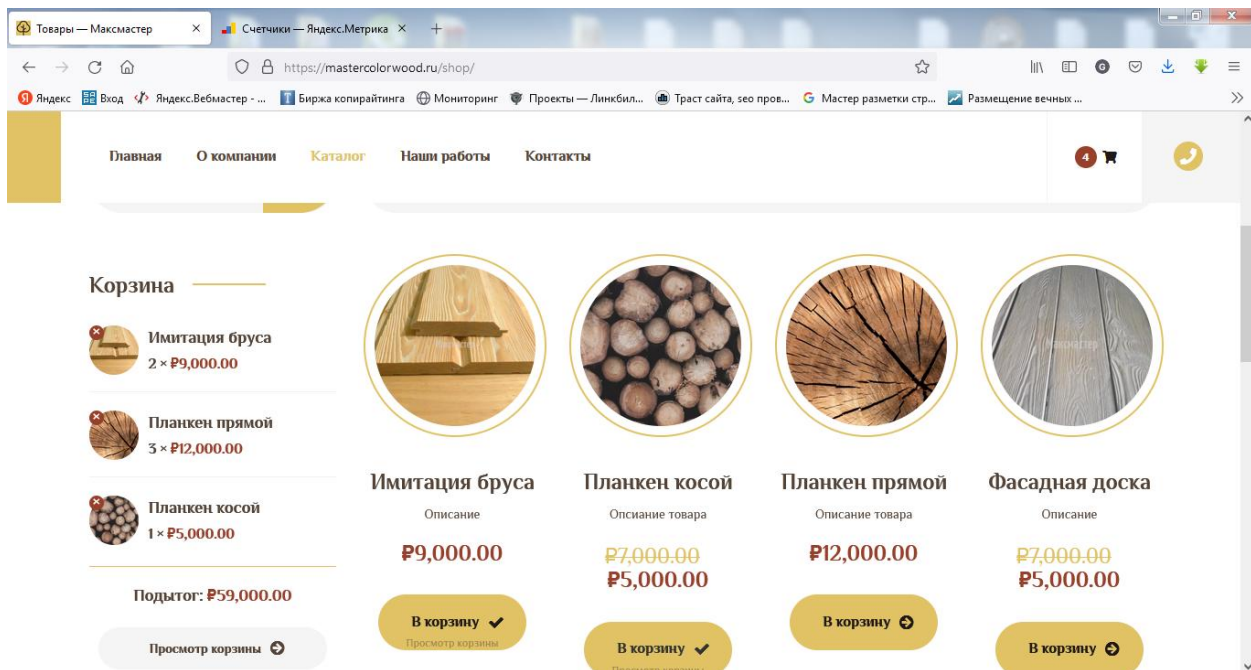 Товары — Максмастер
Счетчики — Яндекс.Метрика
https://mastercolorwood.ru/shop/
Яндекс Вход Яндекс.Вебмастер - ... Биржа копирайтинга Мониторинг Проекты — Линкбил... Траст сайта, seo пров... Мастер разметки стр... Размещение вечных ...
Главная О компании Каталог Наши работы Контакты 4
Корзина
Имитация бруса
2 × ₽9,000.00
Планкен прямой
3 × ₽12,000.00
Планкен косой
1 × ₽5,000.00
Подытог: ₽59,000.00
Просмотр корзины
Имитация бруса
Описание
₽9,000.00
В корзину
Просмотр корзины
Планкен косой
Опсиание товара
₽7,000.00
₽5,000.00
В корзину
Просмотр корзины
Планкен прямой
Описание товара
₽12,000.00
В корзину
Максмастер
Фасадная доска
Описание
₽7,000.00
₽5,000.00
В корзину